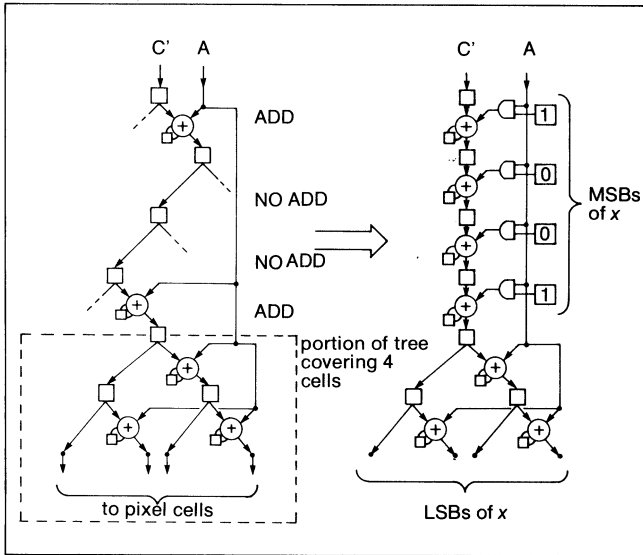 C' A
+
ADD
NO ADD
NO ADD
+
ADD
portion of tree
covering 4
cells
+
+ +
to pixel cells
C' A
+ 1
+ 0
+ 0
+ 1
MSBs
of x
+
+ +
LSBs of x